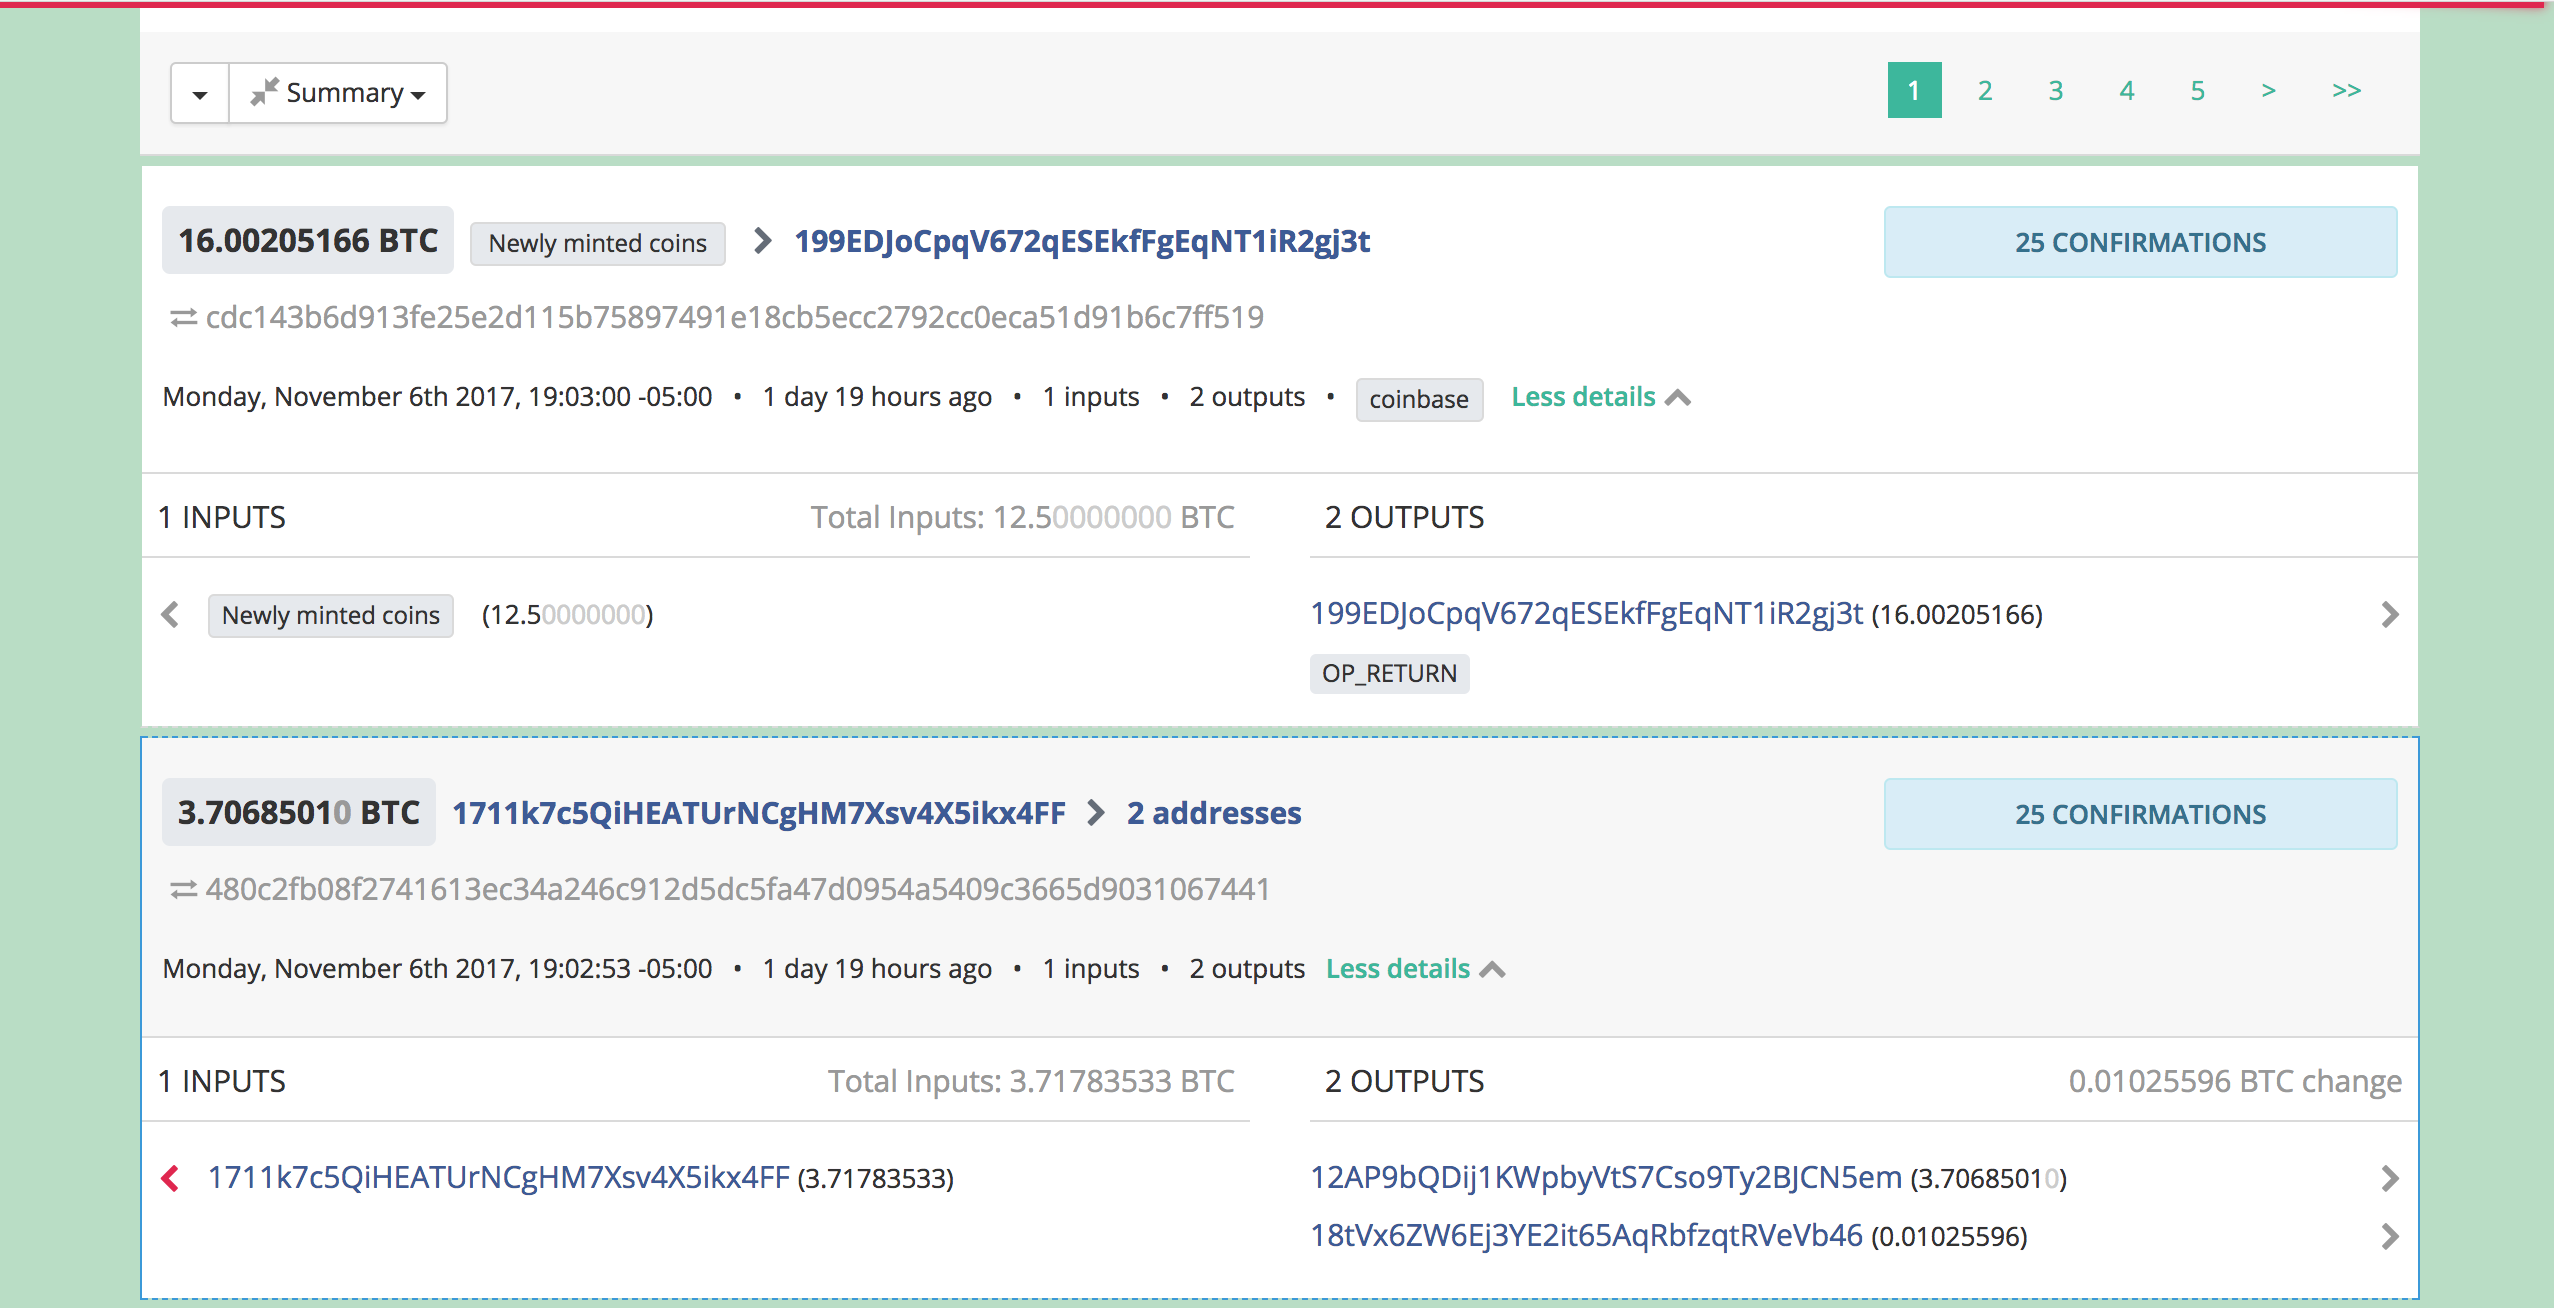 Summary
1 2 3 4 5 > >>
16.00205166 BTC Newly minted coins 199EDJoCpqV672qESEkfFgEqNT1iR2gj3t 25 CONFIRMATIONS
cdc143b6d913fe25e2d115b75897491e18cb5ecc2792cc0eca51d91b6c7ff519
Monday, November 6th 2017, 19:03:00 -05:00 • 1 day 19 hours ago • 1 inputs • 2 outputs • coinbase Less details
1 INPUTS Total Inputs: 12.50000000 BTC 2 OUTPUTS
Newly minted coins (12.50000000) 199EDJoCpqV672qESEkfFgEqNT1iR2gj3t (16.00205166)
OP_RETURN
3.70685010 BTC 1711k7c5QiHEATUrNCgHM7Xsv4X5ikx4FF 2 addresses 25 CONFIRMATIONS
480c2fb08f2741613ec34a246c912d5dc5fa47d0954a5409c3665d9031067441
Monday, November 6th 2017, 19:02:53 -05:00 • 1 day 19 hours ago • 1 inputs • 2 outputs Less details
1 INPUTS Total Inputs: 3.71783533 BTC 2 OUTPUTS 0.01025596 BTC change
1711k7c5QiHEATUrNCgHM7Xsv4X5ikx4FF (3.71783533) 12AP9bQDij1KWpbyVtS7Cso9Ty2BJCN5em (3.70685010)
18tVx6ZW6Ej3YE2it65AqRbfzqtRVeVb46 (0.01025596)